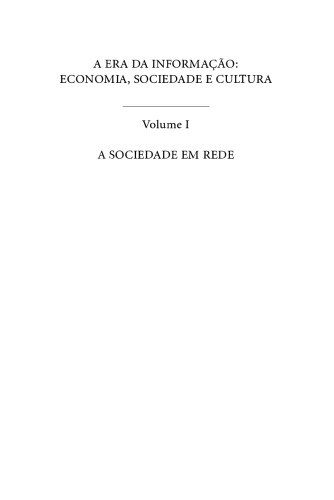 A ERA DA INFORMAÇÃO:
ECONOMIA, SOCIEDADE E CULTURA
Volume I
A SOCIEDADE EM REDE